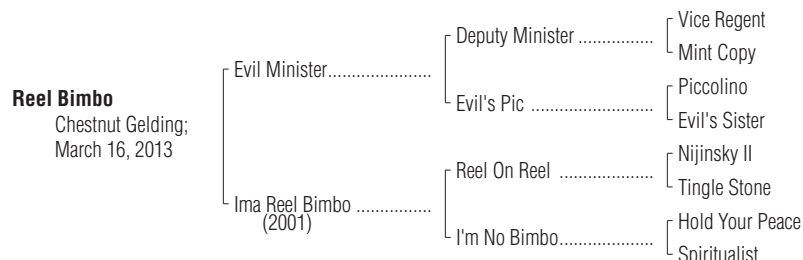 Reel Bimbo
Chestnut Gelding;
March 16, 2013
Evil Minister..................
Ima Reel Bimbo .............
(2001)
Deputy Minister ................
Evil's Pic .........................
Reel On Reel ...................
I'm No Bimbo...................
Vice Regent
Mint Copy
Piccolino
Evil's Sister
Nijinsky II
Tingle Stone
Hold Your Peace
Spiritualist